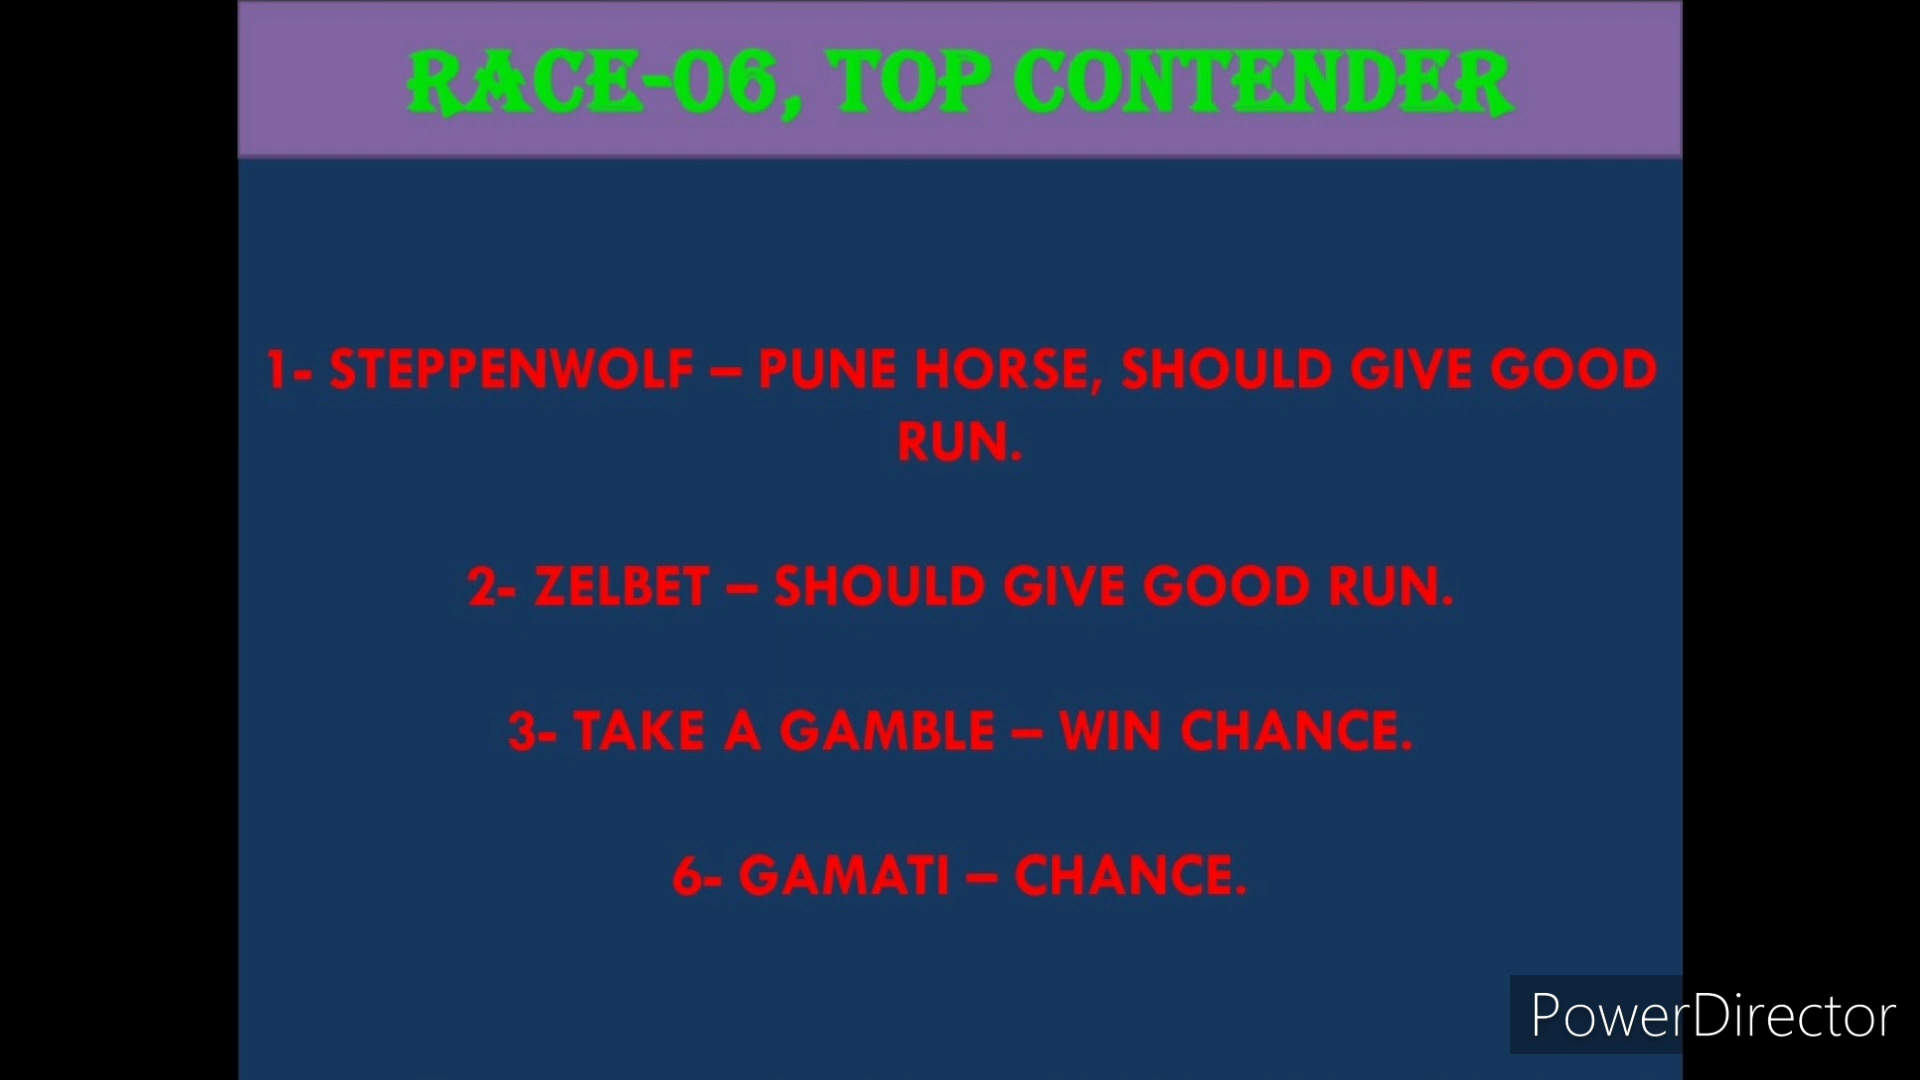 RACE-06, TOP CONTENDER
1- STEPPENWOLF – PUNE HORSE, SHOULD GIVE GOOD
RUN.
2- ZELBET – SHOULD GIVE GOOD RUN.
3- TAKE A GAMBLE – WIN CHANCE.
6- GAMATI – CHANCE.
PowerDirector